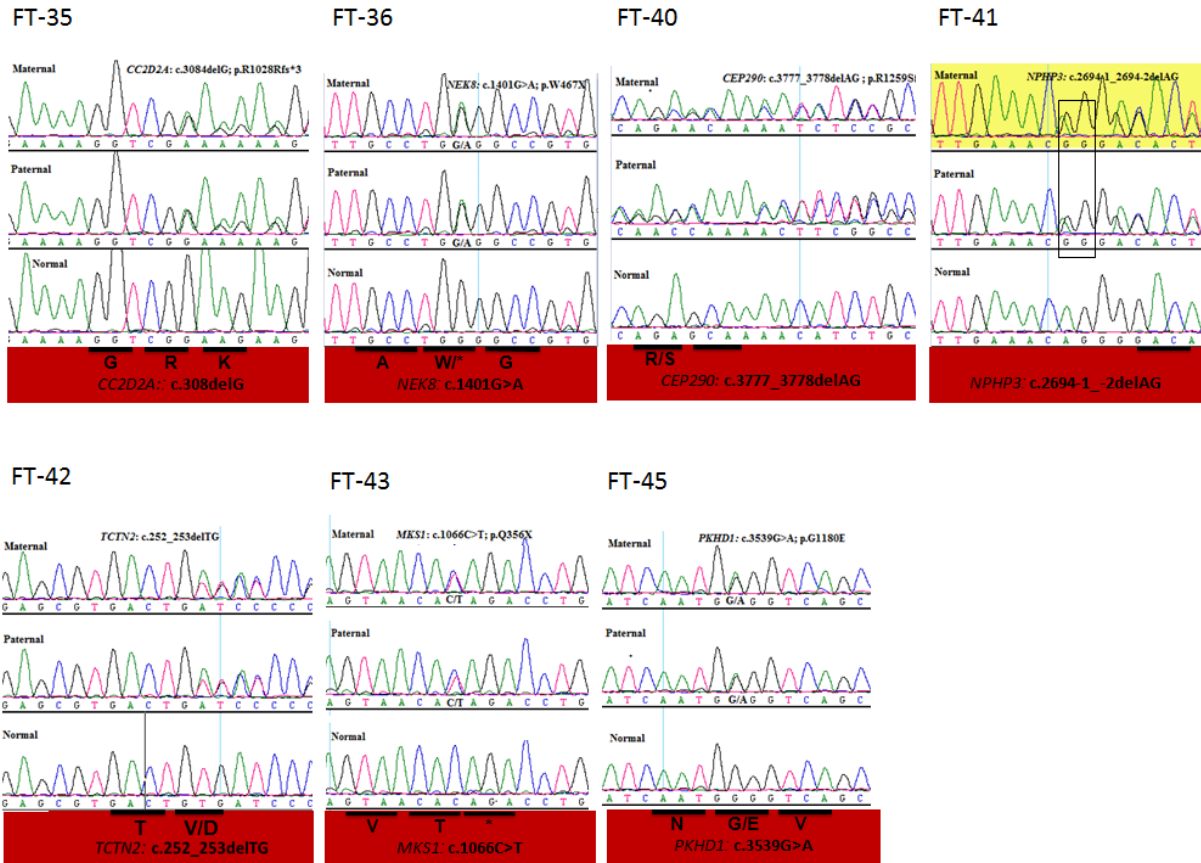 FT-35
Maternal
CC2D2A: c.3084delG; p.R1028Rfs*3
G A A A A G G T C G A A A A A A G
Paternal
G A A A A G G T C G G A A A A A G
Normal
G A A A A G G T C G G A A G A A G
G R K
CC2D2A:: c.308delG
FT-36
Maternal
NEK8: c.1401G>A; p.W467X
T T G C C T G G/A G G C C G T G
Paternal
T T G C C T G G/A G G C C G T G
Normal
T T G C C T G G G G C C G T G
A W/* G
NEK8: c.1401G>A
FT-40
Maternal
CEP290: c.3777_3778delAG ; p.R1259S
C A G A A C A A A A T C T C C G C
Paternal
C A A C C A A A A C T T C G G C C
Normal
C A G A G C A A A A C A T C T G C
R/S
CEP290: c.3777_3778delAG
FT-41
Maternal
NPHP3: c.2694-1_2694-2delAG
T T G A A A C G G G A C A C T
Paternal
T T G A A A C G G G A C A C T
Normal
T T G A A A C A G G G A C A
NPHP3: c.2694-1_-2delAG
FT-42
TCTN2: c.252_253delTG
Maternal
G A G C G T G A C T G A T C C C C C
Paternal
G A G C G T G A C T G A T C C C C C
Normal
G A G C G T G A C T G T G A T C C C
T V/D
TCTN2: c.252_253delTG
FT-43
Maternal
MKS1: c.1066C>T; p.Q356X
A G T A A C A C/T A G A C C T G
Paternal
A G T A A C A C/T A G A C C T G
Normal
A G T A A C A C A G A C C T G
V T *
MKS1: c.1066C>T
FT-45
PKHD1: c.3539G>A; p.G1180E
Maternal
A T C A A T G G/A G G T C A G C
Paternal
A T C A A T G G/A G G T C A G C
Normal
A T C A A T G G G G T C A G C
N G/E V
PKHD1: c.3539G>A